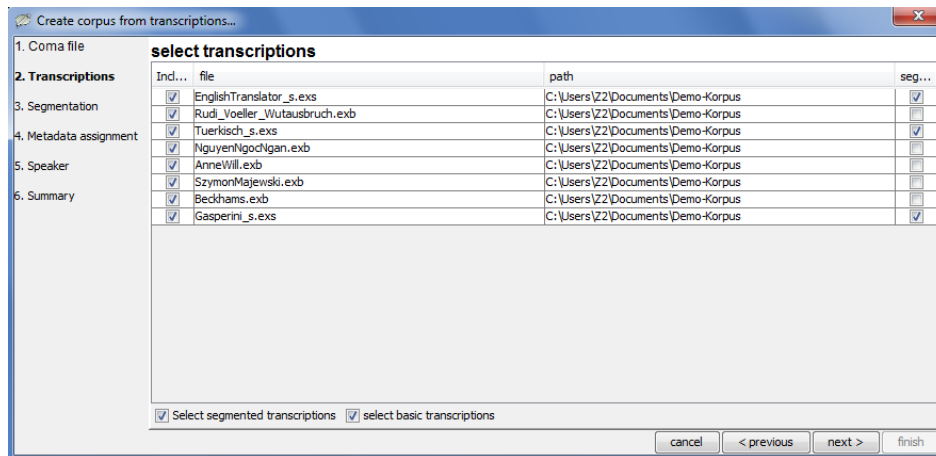 Create corpus from transcriptions...
1. Coma file
2. Transcriptions
3. Segmentation
4. Metadata assignment
5. Speaker
6. Summary
select transcriptions
Incl... file path seg...
EnglishTranslator_s.exs C:\Users\Z2\Documents\Demo-Korpus
Rudi_Voeller_Wutausbruch.exb C:\Users\Z2\Documents\Demo-Korpus
Tuerkisch_s.exs C:\Users\Z2\Documents\Demo-Korpus
NguyenNgocNgan.exb C:\Users\Z2\Documents\Demo-Korpus
AnneWill.exb C:\Users\Z2\Documents\Demo-Korpus
SzymonMajewski.exb C:\Users\Z2\Documents\Demo-Korpus
Beckhams.exb C:\Users\Z2\Documents\Demo-Korpus
Gasperini_s.exs C:\Users\Z2\Documents\Demo-Korpus
Select segmented transcriptions select basic transcriptions
cancel < previous next > finish